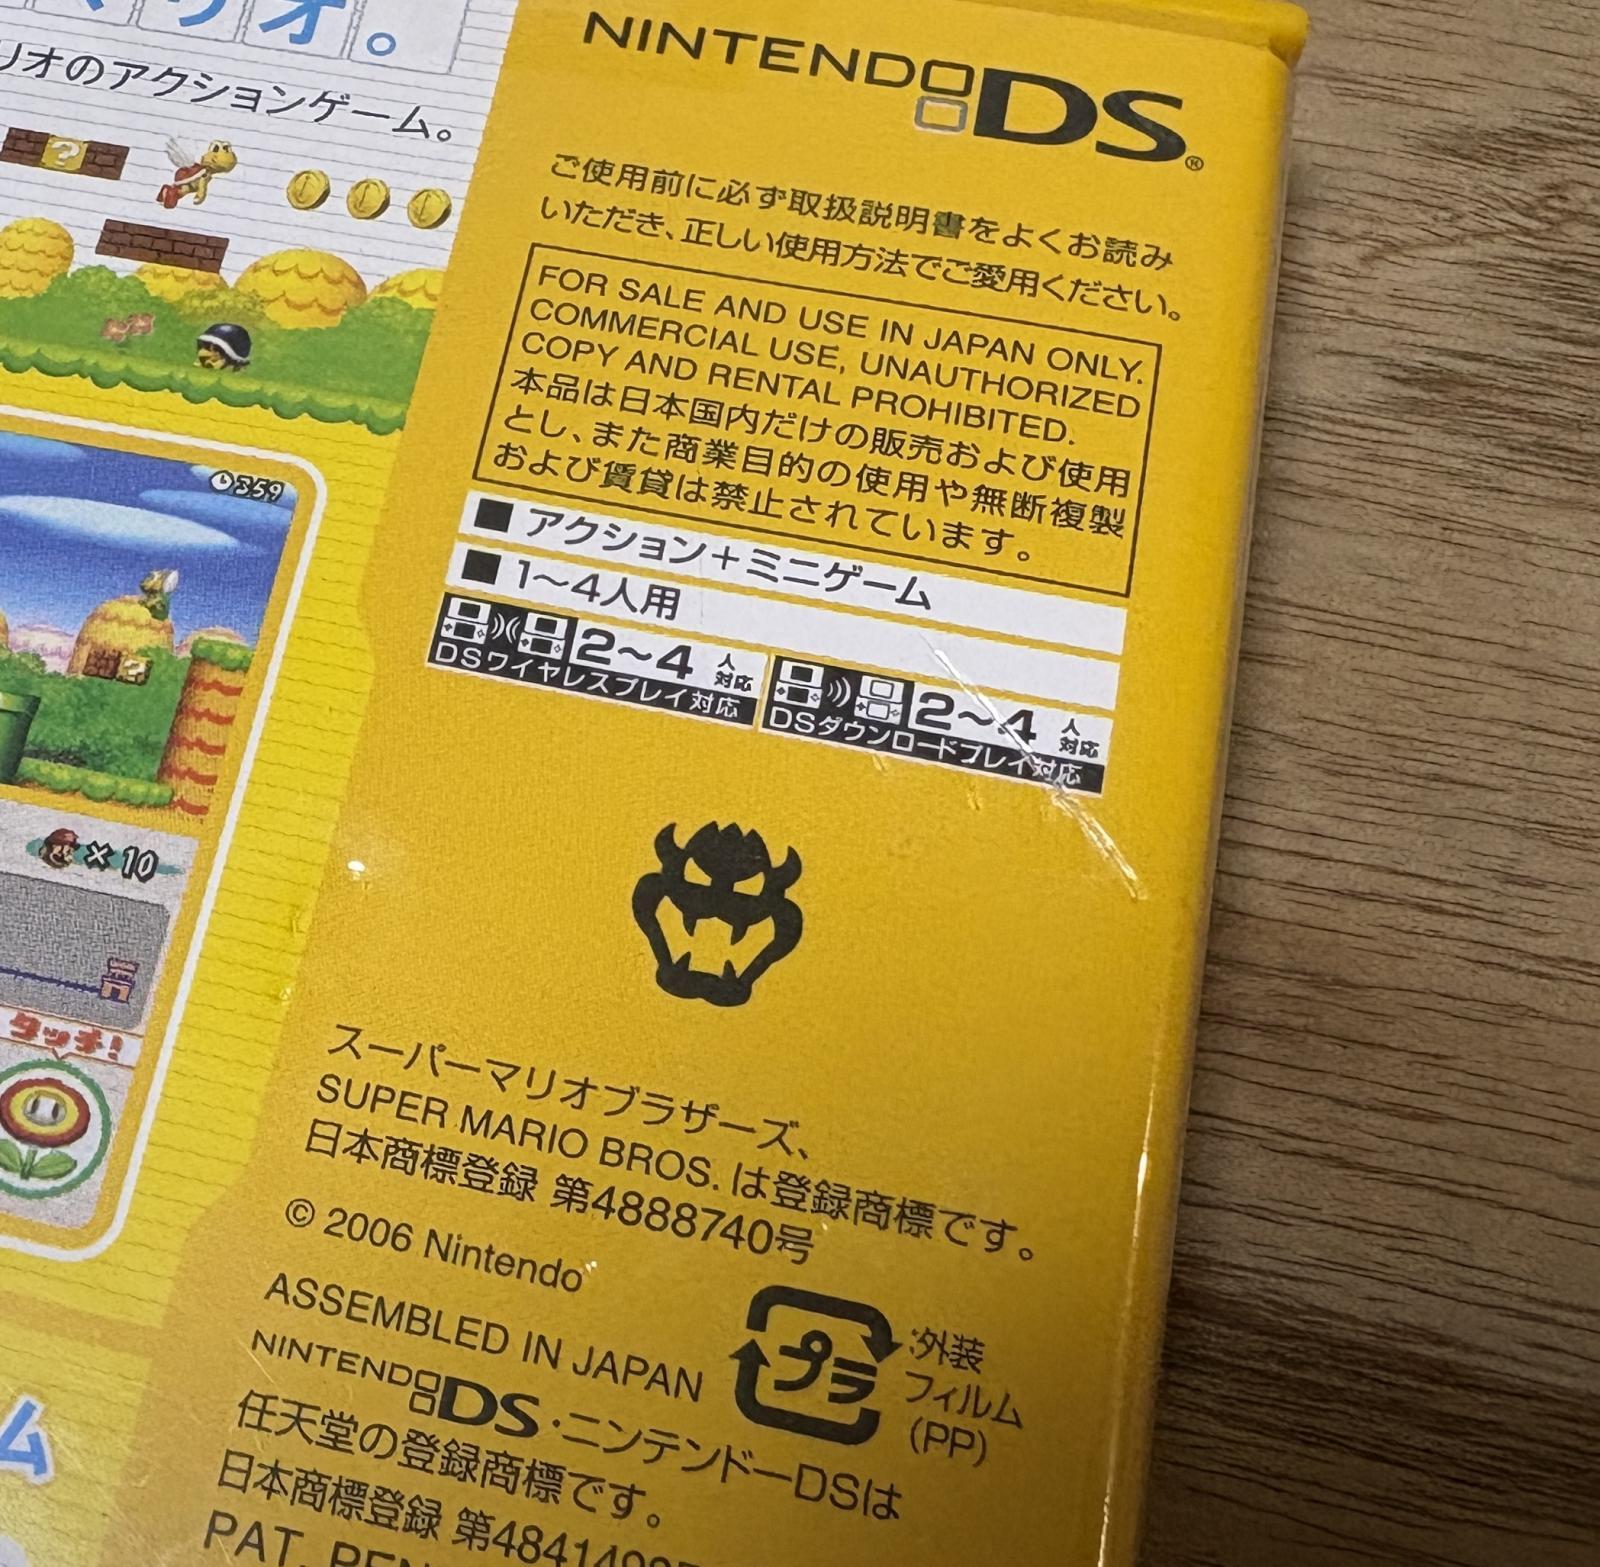 リオ。
リオのアクションゲーム。
359
×10
タッチ!
ム
NINTENDO DS®
ご使用前に必ず取扱説明書をよくお読み
いただき、正しい使用方法でご愛用ください。
FOR SALE AND USE IN JAPAN ONLY.
COMMERCIAL USE, UNAUTHORIZED
COPY AND RENTAL PROHIBITED.
本品は日本国内だけの販売および使用
とし、また商業目的の使用や無断複製
および賃貸は禁止されています。
■ アクション+ミニゲーム
■ 1〜4人用
2〜4人対応
DSワイヤレスプレイ対応
2〜4人対応
DSダウンロードプレイ対応
スーパーマリオブラザーズ、
SUPER MARIO BROS. は登録商標です。
日本商標登録 第4888740号
© 2006 Nintendo
ASSEMBLED IN JAPAN
プラ
:外装
フィルム
(PP)
NINTENDO DS・ニンテンドーDSは
任天堂の登録商標です。
日本商標登録 第484149
PAT. PEN